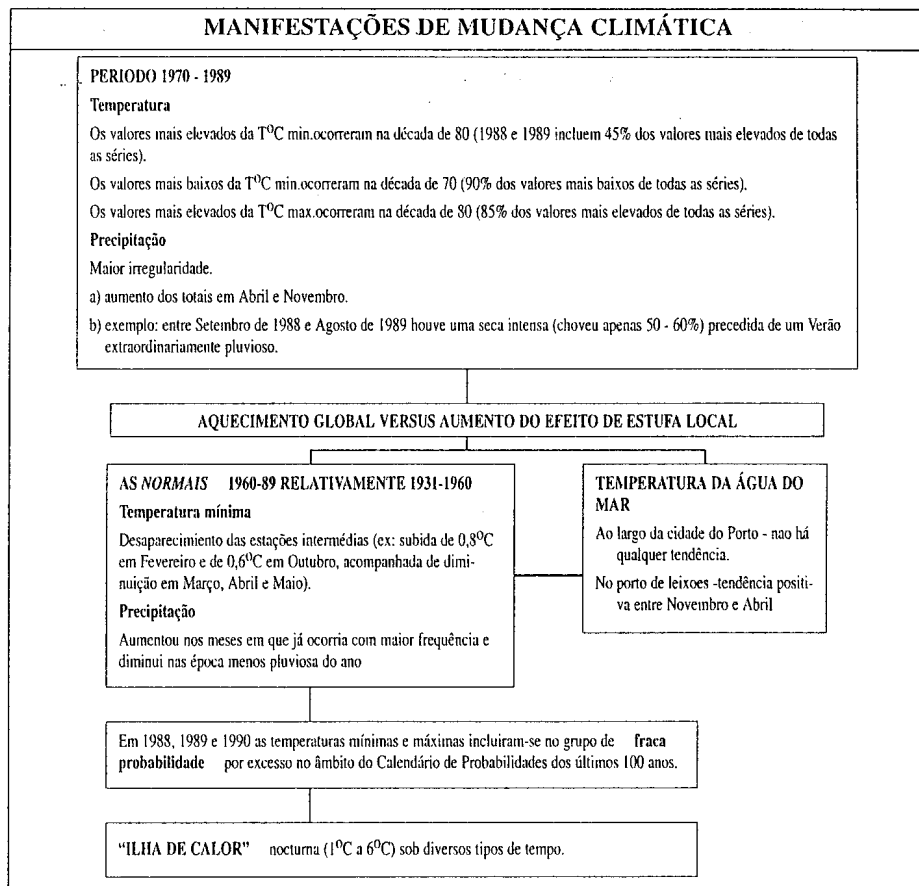 MANIFESTAÇÕES DE MUDANÇA CLIMÁTICA
PERIODO 1970 - 1989
Temperatura
Os valores mais elevados da TºC min.ocorreram na década de 80 (1988 e 1989 incluem 45% dos valores mais elevados de todas
as séries).
Os valores mais baixos da TºC min.ocorreram na década de 70 (90% dos valores mais baixos de todas as séries).
Os valores mais elevados da TºC max.ocorreram na década de 80 (85% dos valores mais elevados de todas as séries).
Precipitação
Maior irregularidade.
a) aumento dos totais em Abril e Novembro.
b) exemplo: entre Setembro de 1988 e Agosto de 1989 houve uma seca intensa (choveu apenas 50 - 60%) precedida de um Verão
extraordinariamente pluvioso.
AQUECIMENTO GLOBAL VERSUS AUMENTO DO EFEITO DE ESTUFA LOCAL
AS NORMAIS 1960-89 RELATIVAMENTE 1931-1960
Temperatura mínima
Desaparecimento das estações intermédias (ex: subida de 0,8ºC
em Fevereiro e de 0,6ºC em Outubro, acompanhada de dimi-
nuição em Março, Abril e Maio).
Precipitação
Aumentou nos meses em que já ocorria com maior frequência e
diminui nas época menos pluviosa do ano
TEMPERATURA DA ÁGUA DO
MAR
Ao largo da cidade do Porto - nao há
qualquer tendência.
No porto de leixoes -tendência positi-
va entre Novembro e Abril
Em 1988, 1989 e 1990 as temperaturas mínimas e máximas incluiram-se no grupo de fraca
probabilidade por excesso no âmbito do Calendário de Probabilidades dos últimos 100 anos.
"ILHA DE CALOR" nocturna (1ºC a 6ºC) sob diversos tipos de tempo.